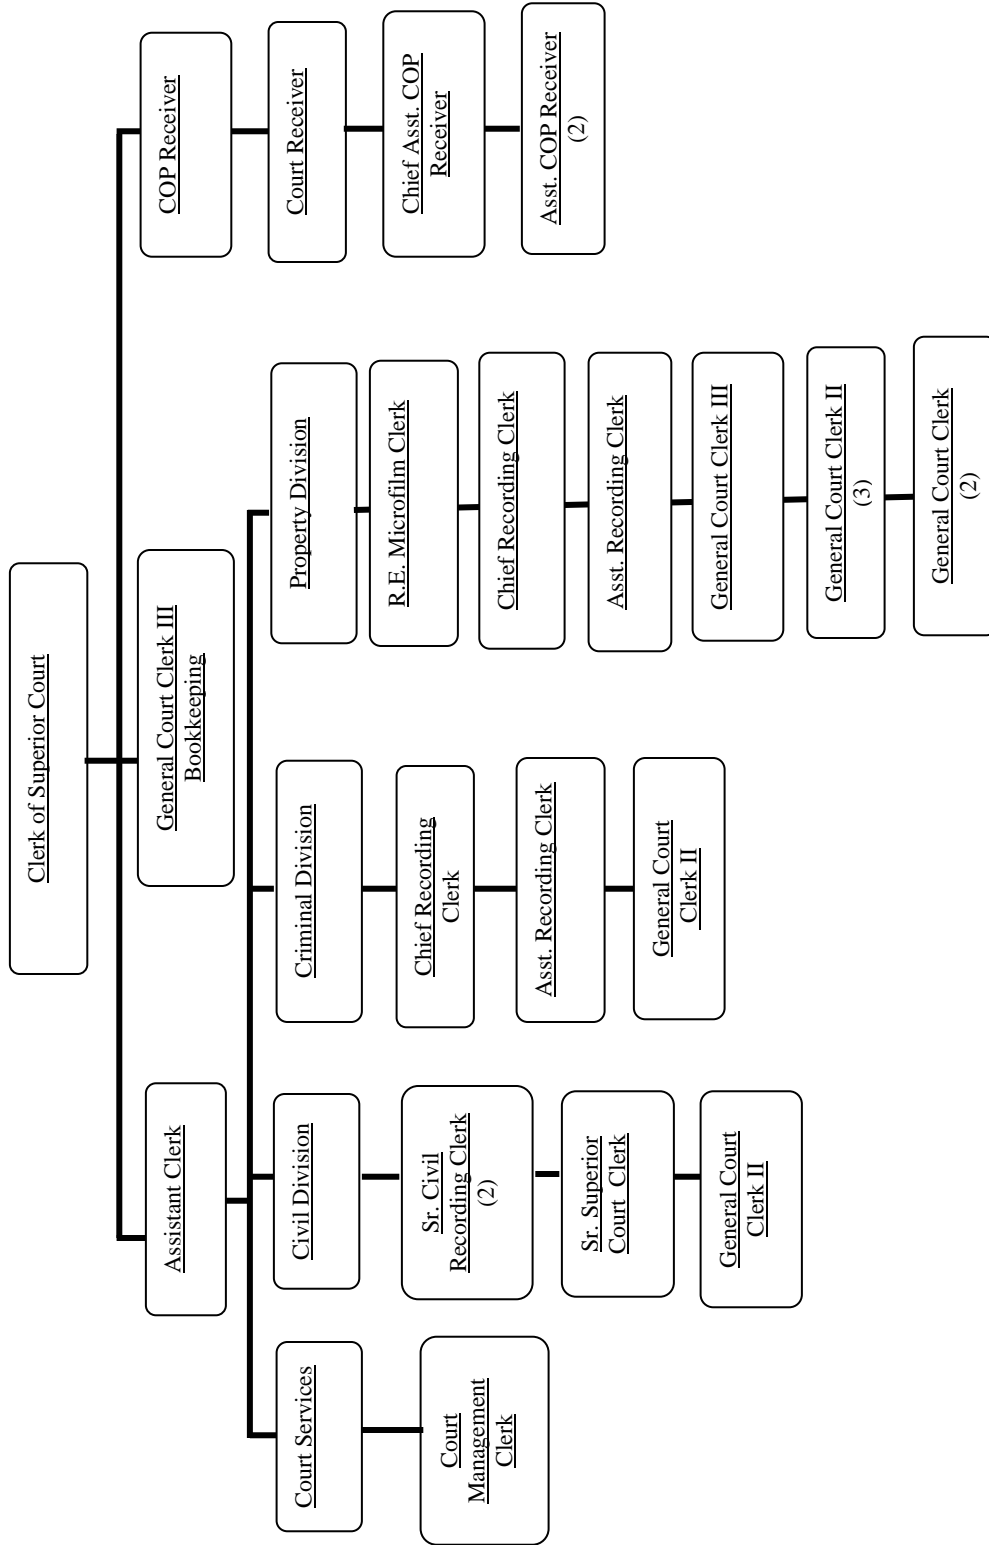 Clerk of Superior Court
Assistant Clerk
General Court Clerk III
Bookkeeping
COP Receiver
Court Services
Court
Management
Clerk
Civil Division
Sr. Civil
Recording Clerk
(2)
Sr. Superior
Court Clerk
General Court
Clerk II
Criminal Division
Chief Recording
Clerk
Asst. Recording Clerk
General Court
Clerk II
Property Division
R.E. Microfilm Clerk
Chief Recording Clerk
Asst. Recording Clerk
General Court Clerk III
General Court Clerk II
(3)
General Court Clerk
(2)
Court Receiver
Chief Asst. COP
Receiver
Asst. COP Receiver
(2)